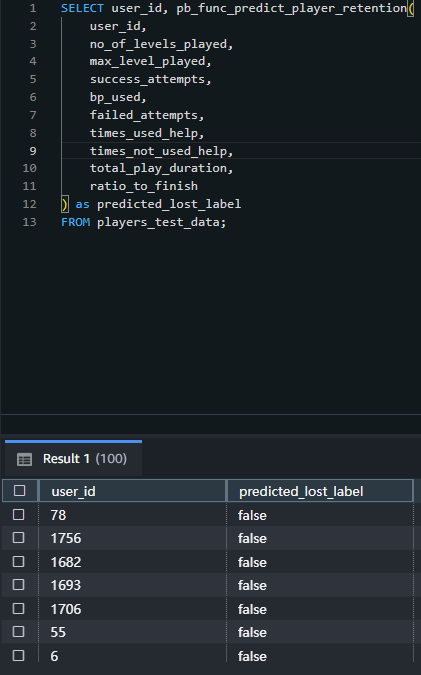 1 SELECT user_id, pb_func_predict_player_retention(
2 user_id,
3 no_of_levels_played,
4 max_level_played,
5 success_attempts,
6 bp_used,
7 failed_attempts,
8 times_used_help,
9 times_not_used_help,
10 total_play_duration,
11 ratio_to_finish
12 ) as predicted_lost_label
13 FROM players_test_data;
Result 1 (100)
user_id predicted_lost_label
78 false
1756 false
1682 false
1693 false
1706 false
55 false
6 false